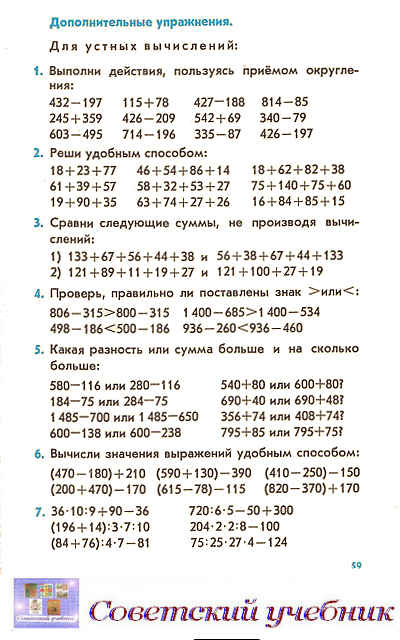 Дополнительные упражнения.
Для устных вычислений:
1. Выполни действия, пользуясь приёмом округле-
ния:
432−197 115+78 427−188 814−85
245+359 426−209 542+69 340−79
603−495 714−196 335−87 426−197
2. Реши удобным способом:
18+23+77 46+54+86+14 18+62+82+38
61+39+57 58+32+53+27 75+140+75+60
19+90+35 63+74+27+26 16+84+85+15
3. Сравни следующие суммы, не производя вычи-
слений:
1) 133+67+56+44+38 и 56+38+67+44+133
2) 121+89+11+19+27 и 121+100+27+19
4. Проверь, правильно ли поставлены знак >или<:
806−315>800−315 1 400−685>1 400−534
498−186<500−186 936−260<936−460
5. Какая разность или сумма больше и на сколько
больше:
580−116 или 280−116 540+80 или 600+80?
184−75 или 284−75 690+40 или 690+48?
1 485−700 или 1 485−650 356+74 или 408+74?
600−138 или 600−238 795+85 или 795+75?
6. Вычисли значения выражений удобным способом:
(470−180)+210 (590+130)−390 (410−250)−150
(200+470)−170 (615−78)−115 (820−370)+170
7. 36·10:9+90−36 720:6·5−50+300
(196+14):3·7:10 204·2·2:8−100
(84+76):4·7−81 75:25·27·4−124
59
Советский учебник
Советский учебник